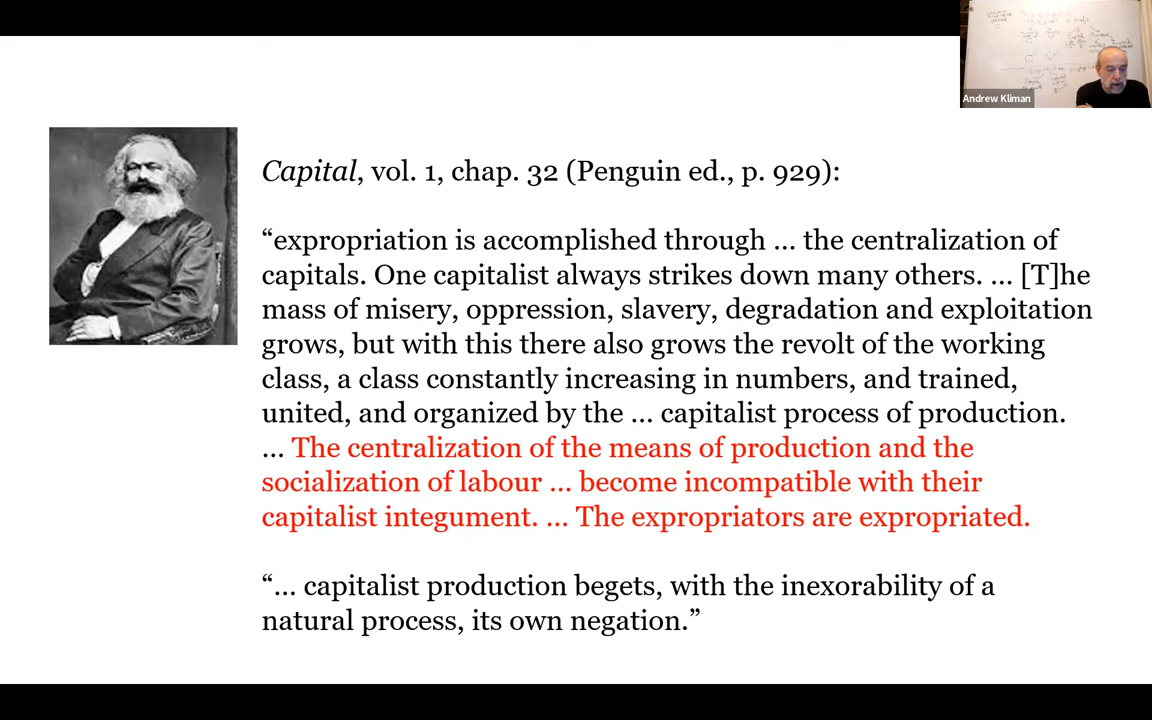 Andrew Kliman
Capital, vol. 1, chap. 32 (Penguin ed., p. 929):
“expropriation is accomplished through ... the centralization of
capitals. One capitalist always strikes down many others. ... [T]he
mass of misery, oppression, slavery, degradation and exploitation
grows, but with this there also grows the revolt of the working
class, a class constantly increasing in numbers, and trained,
united, and organized by the ... capitalist process of production.
... The centralization of the means of production and the
socialization of labour ... become incompatible with their
capitalist integument. ... The expropriators are expropriated.
“... capitalist production begets, with the inexorability of a
natural process, its own negation.”